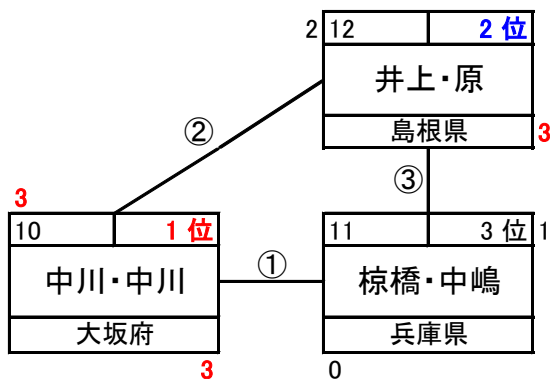 2 12 2 位
井上・原
島根県 3
②
③
3
10 1 位
中川・中川
大坂府
3
①
11 3 位 1
椋橋・中嶋
兵庫県
0